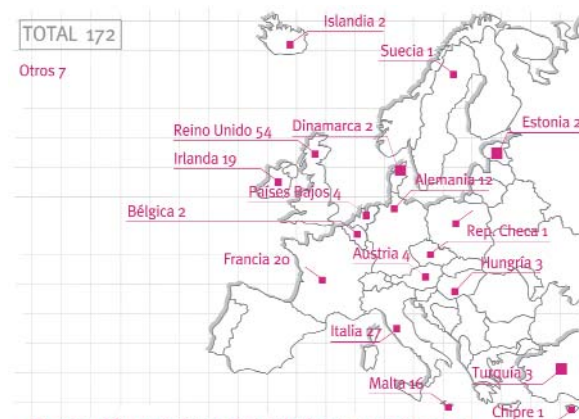 Islandia 2
TOTAL 172
Suecia 1
Otros 7
Reino Unido 54
Dinamarca 2
Estonia 2
Irlanda 19
Países Bajos 4
Alemania 12
Bélgica 2
Rep. Checa 1
Francia 20
Austria 4
Hungría 3
Italia 27
Malta 16
Turquía 3
Chipre 1